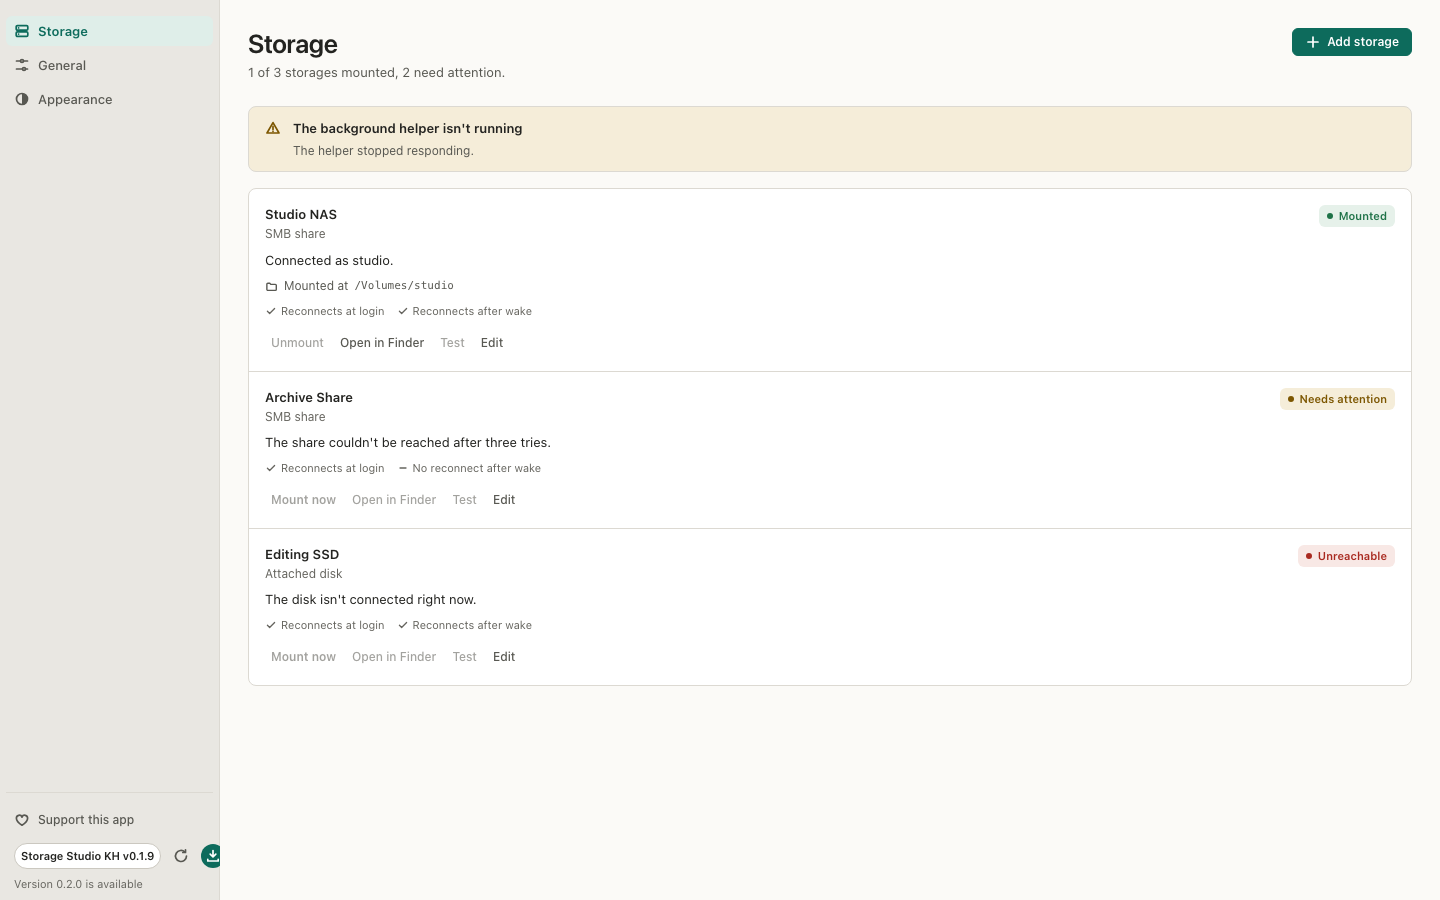 Storage
General
Appearance
Support this app
Storage Studio KH v0.1.9
Version 0.2.0 is available
Storage
1 of 3 storages mounted, 2 need attention.
Add storage
The background helper isn't running
The helper stopped responding.
Studio NAS
Mounted
SMB share
Connected as studio.
Mounted at /Volumes/studio
Reconnects at login Reconnects after wake
Unmount Open in Finder Test Edit
Archive Share
Needs attention
SMB share
The share couldn't be reached after three tries.
Reconnects at login No reconnect after wake
Mount now Open in Finder Test Edit
Editing SSD
Unreachable
Attached disk
The disk isn't connected right now.
Reconnects at login Reconnects after wake
Mount now Open in Finder Test Edit